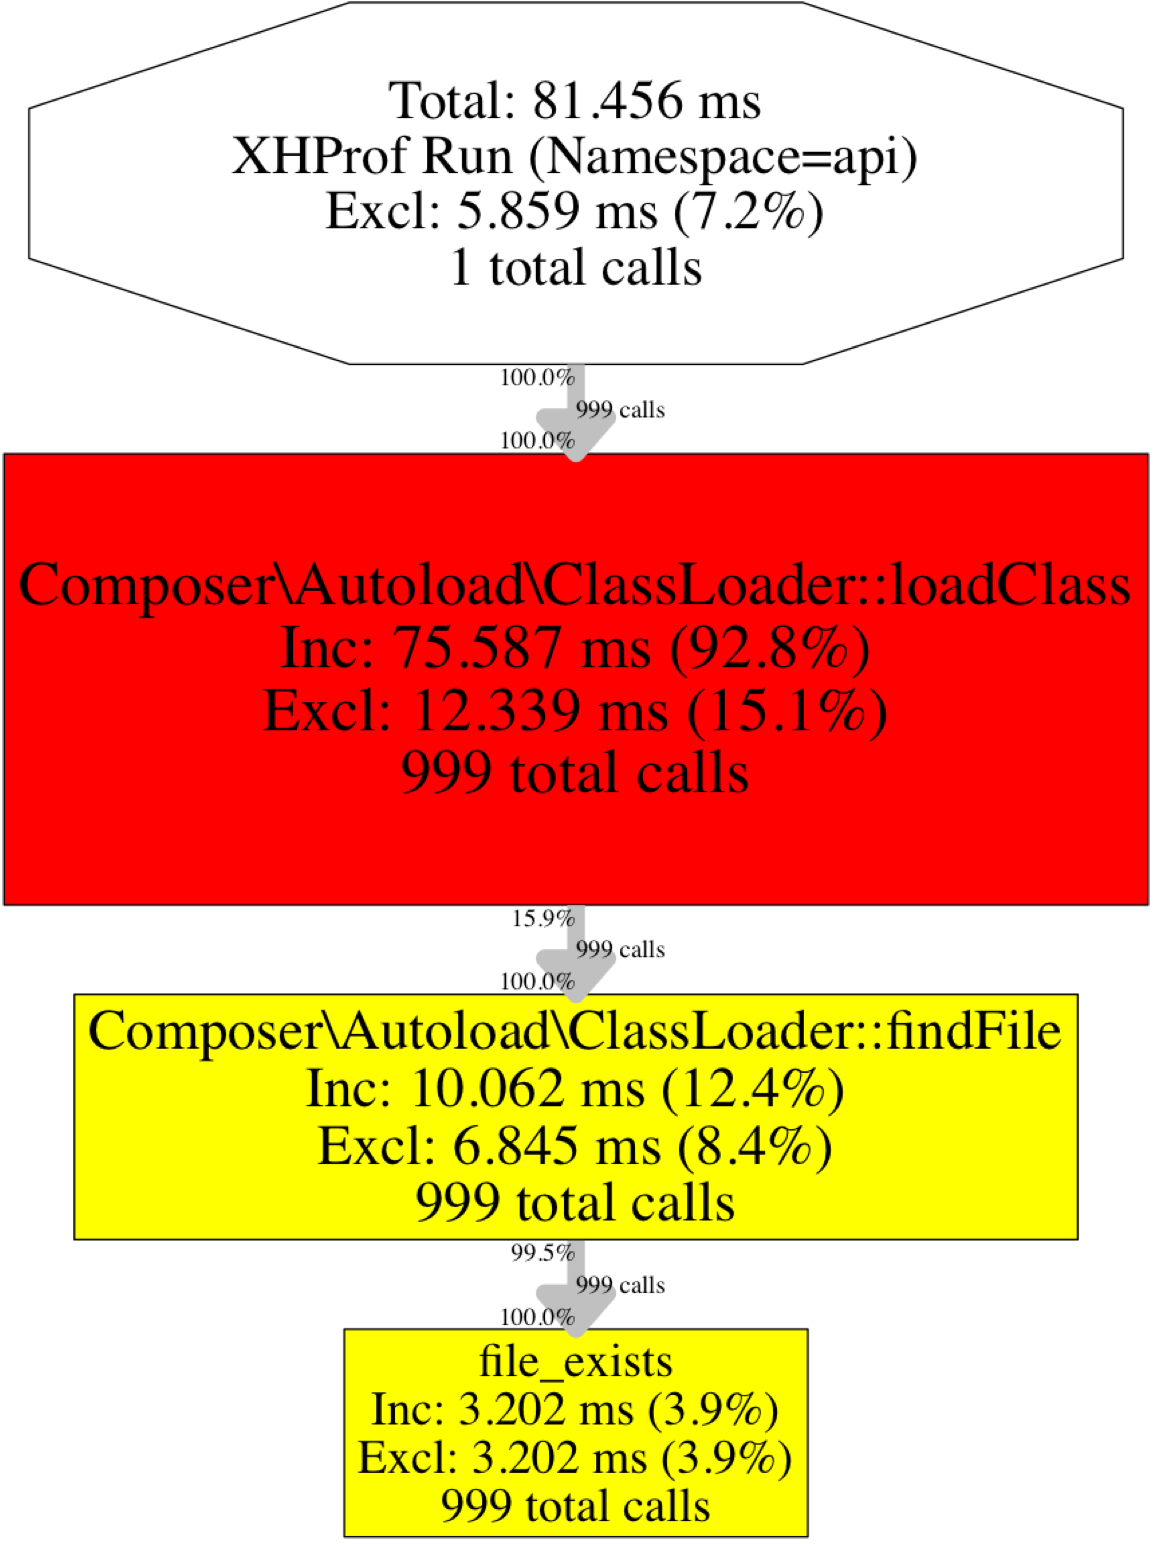 Total: 81.456 ms
XHProf Run (Namespace=api)
Excl: 5.859 ms (7.2%)
1 total calls
100.0%
999 calls
100.0%
Composer\Autoload\ClassLoader::loadClass
Inc: 75.587 ms (92.8%)
Excl: 12.339 ms (15.1%)
999 total calls
15.9%
999 calls
100.0%
Composer\Autoload\ClassLoader::findFile
Inc: 10.062 ms (12.4%)
Excl: 6.845 ms (8.4%)
999 total calls
99.5%
999 calls
100.0%
file_exists
Inc: 3.202 ms (3.9%)
Excl: 3.202 ms (3.9%)
999 total calls